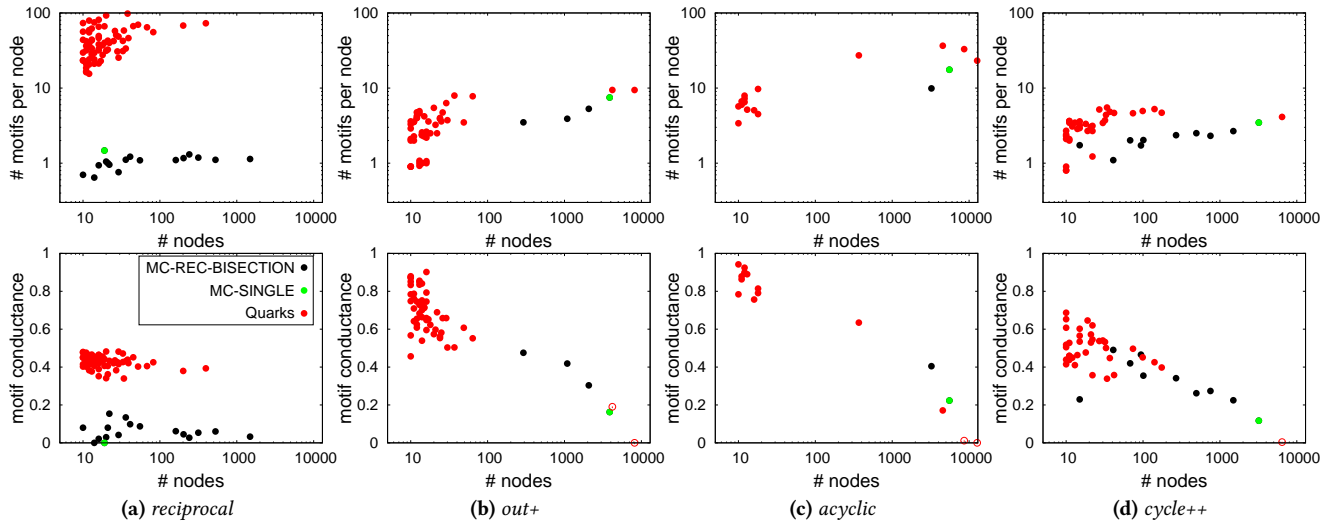 # motifs per node
100
10
1
10 100 1000 10000
# nodes
# motifs per node
100
10
1
10 100 1000 10000
# nodes
# motifs per node
100
10
1
10 100 1000 10000
# nodes
# motifs per node
100
10
1
10 100 1000 10000
# nodes
motif conductance
1
0.8
0.6
0.4
0.2
0
MC-REC-BISECTION
MC-SINGLE
Quarks
10 100 1000 10000
# nodes
motif conductance
1
0.8
0.6
0.4
0.2
0
10 100 1000 10000
# nodes
motif conductance
1
0.8
0.6
0.4
0.2
0
10 100 1000 10000
# nodes
motif conductance
1
0.8
0.6
0.4
0.2
0
10 100 1000 10000
# nodes
(a) reciprocal
(b) out+
(c) acyclic
(d) cycle++